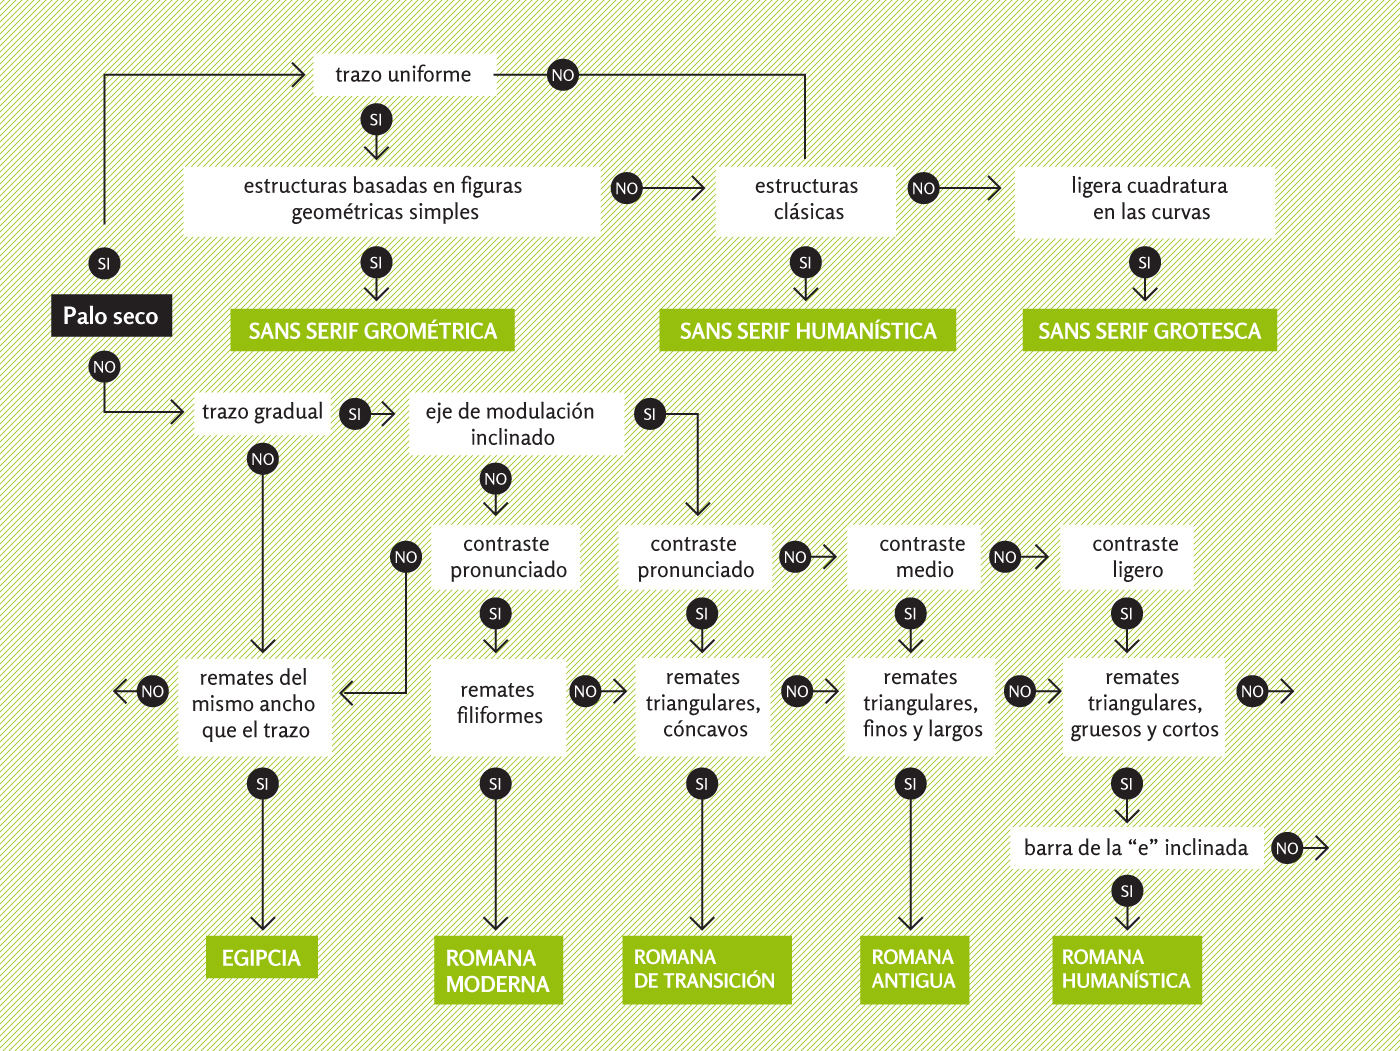 trazo uniforme
NO
SI
estructuras basadas en figuras
geométricas simples
NO
estructuras
clásicas
NO
ligera cuadratura
en las curvas
SI
SI
SI
SI
Palo seco
SANS SERIF GROMÉTRICA
SANS SERIF HUMANÍSTICA
SANS SERIF GROTESCA
NO
trazo gradual
SI
eje de modulación
inclinado
SI
NO
NO
NO
contraste
pronunciado
contraste
pronunciado
NO
contraste
medio
NO
contraste
ligero
SI
SI
SI
SI
NO
remates del
mismo ancho
que el trazo
remates
filiformes
NO
remates
triangulares,
cóncavos
NO
remates
triangulares,
finos y largos
NO
remates
triangulares,
gruesos y cortos
NO
SI
SI
SI
SI
SI
barra de la “e” inclinada
NO
SI
EGIPCIA
ROMANA
MODERNA
ROMANA
DE TRANSICIÓN
ROMANA
ANTIGUA
ROMANA
HUMANÍSTICA